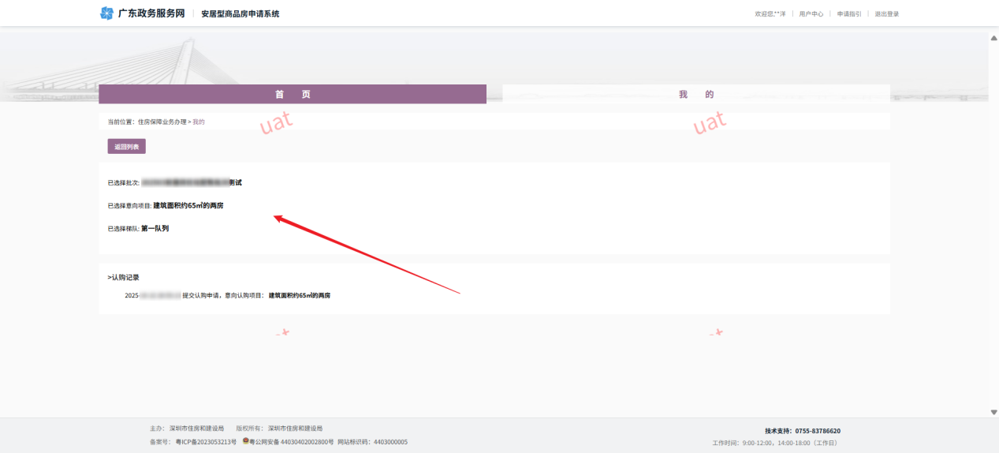 广东政务服务网 安居型商品房申请系统 欢迎您,**洋 用户中心 申请指引 退出登录
首 页 我 的
当前位置：住房保障业务办理 > 我的
uat uat
返回列表
已选择批次: 测试
已选择意向项目: 建筑面积约65㎡的两房
已选择梯队: 第一队列
>认购记录
2025- 提交认购申请，意向认购项目： 建筑面积约65㎡的两房
主办： 深圳市住房和建设局 版权所有： 深圳市住房和建设局
技术支持：0755-83786620
备案号： 粤ICP备2023053213号 粤公网安备 44030402002800号 网站标识码：4403000005
工作时间：9:00-12:00，14:00-18:00（工作日）